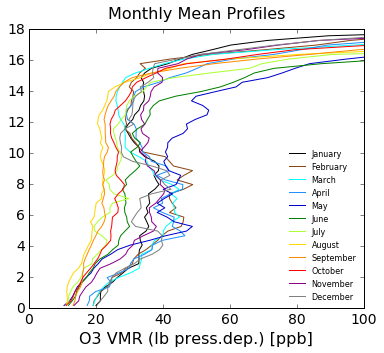 Monthly Mean Profiles
18
16
14
12
10
8
6
4
2
0
January
February
March
April
May
June
July
August
September
October
November
December
0 20 40 60 80 100
O3 VMR (lb press.dep.) [ppb]